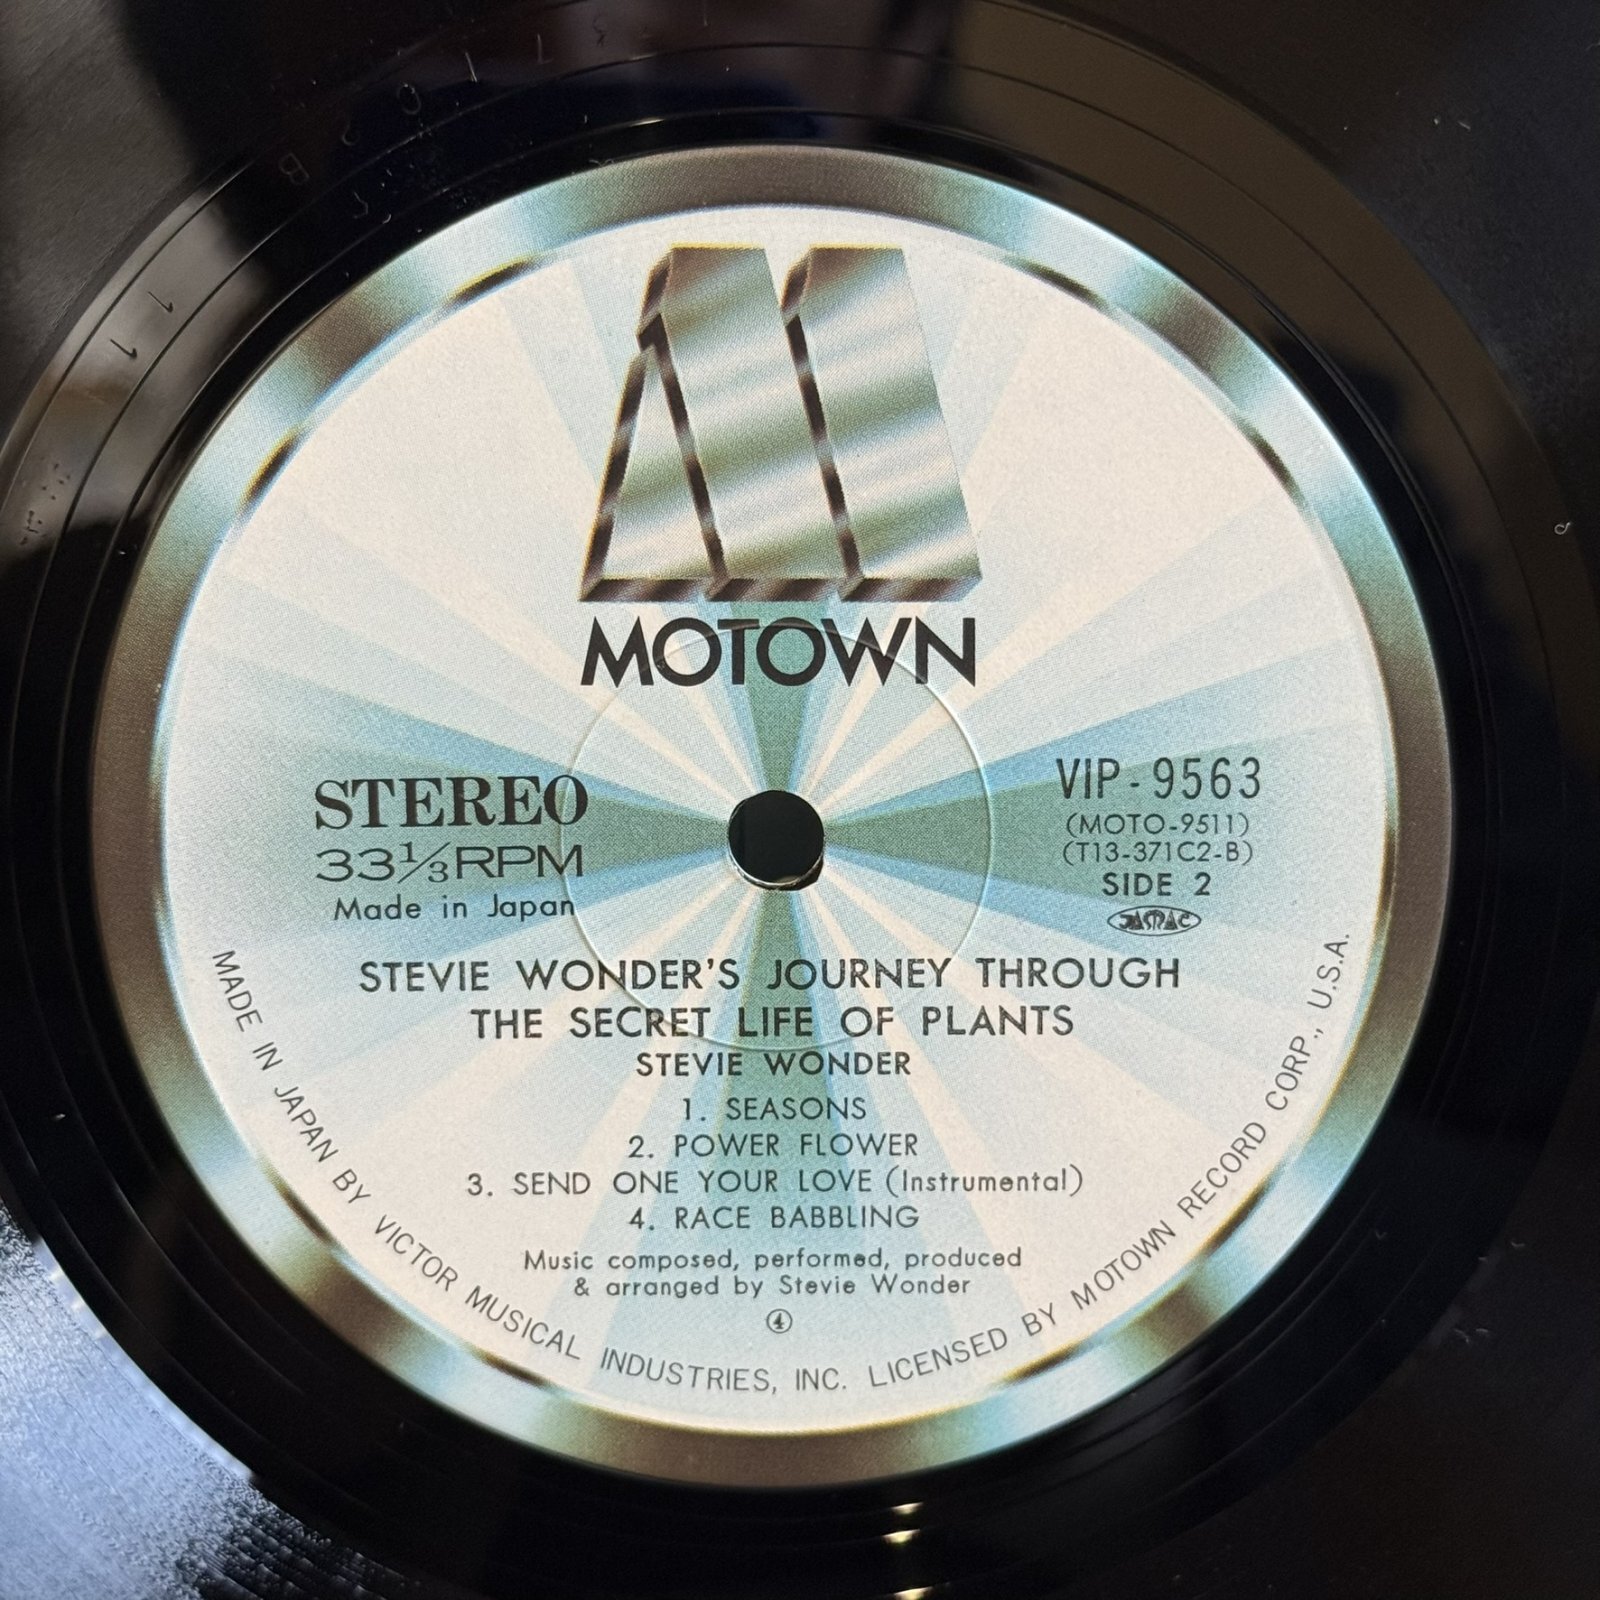 MOTOWN
STEREO
33⅓RPM
Made in Japan
VIP-9563
(MOTO-9511)
(T13-371C2-B)
SIDE 2
JASRAC
STEVIE WONDER'S JOURNEY THROUGH
THE SECRET LIFE OF PLANTS
STEVIE WONDER
1. SEASONS
2. POWER FLOWER
3. SEND ONE YOUR LOVE (Instrumental)
4. RACE BABBLING
Music composed, performed, produced
& arranged by Stevie Wonder
④
MADE IN JAPAN BY VICTOR MUSICAL INDUSTRIES, INC. LICENSED BY MOTOWN RECORD CORP., U.S.A.